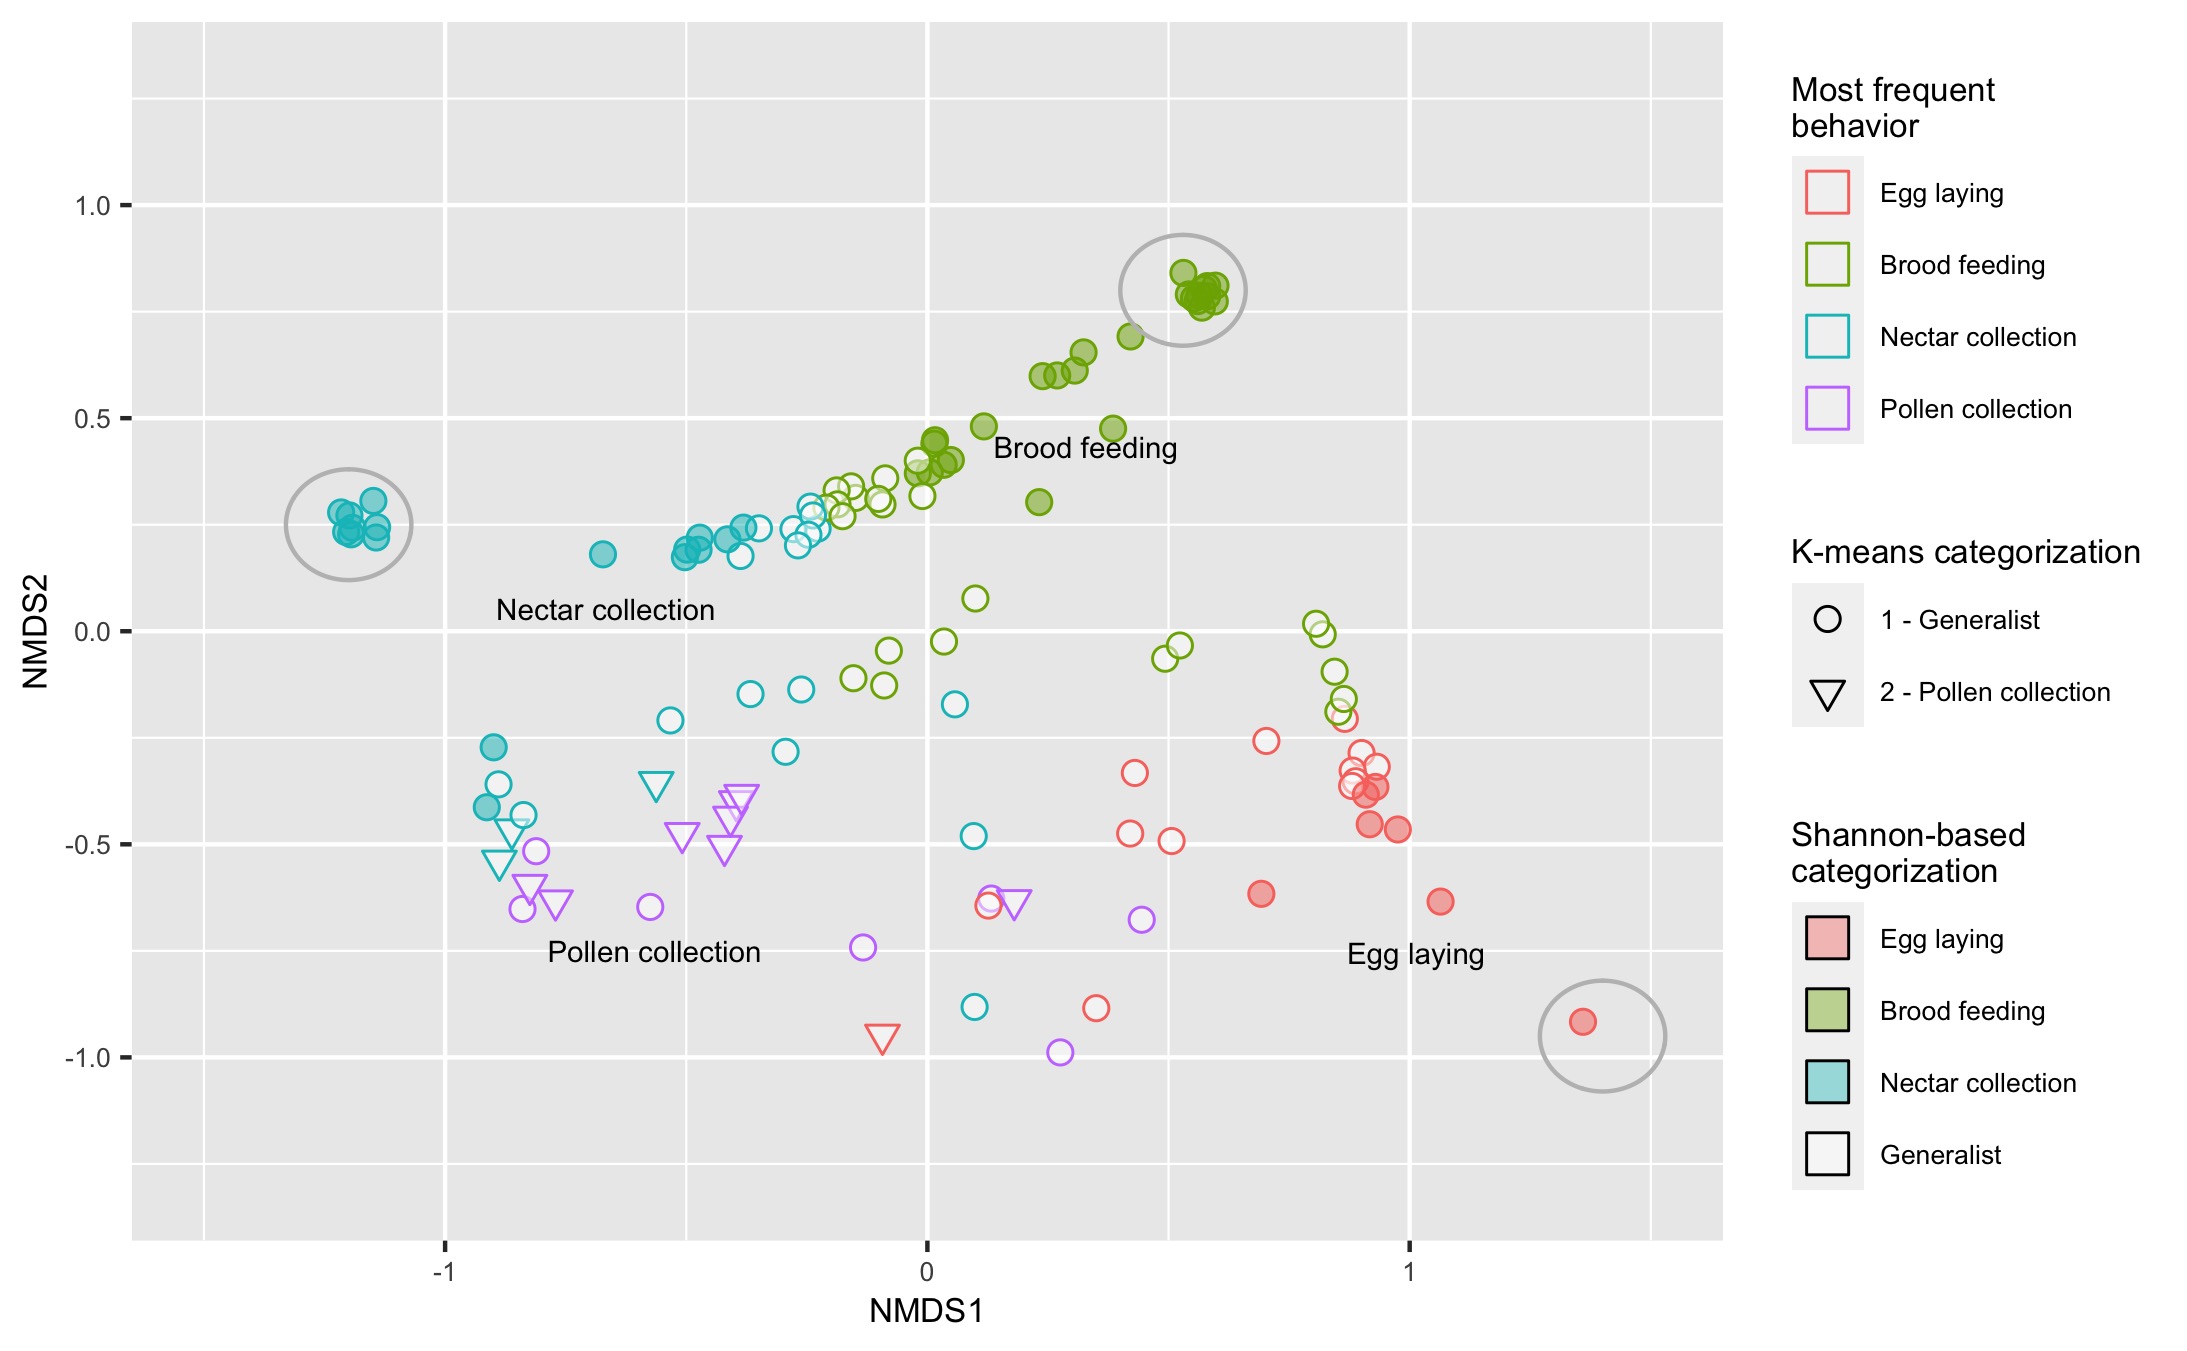 Most frequent
behavior
Egg laying
Brood feeding
Nectar collection
Pollen collection
K-means categorization
1 - Generalist
2 - Pollen collection
Shannon-based
categorization
Egg laying
Brood feeding
Nectar collection
Generalist
1.0
0.5
0.0
-0.5
-1.0
NMDS2
Brood feeding
Nectar collection
Pollen collection
Egg laying
-1
0
1
NMDS1